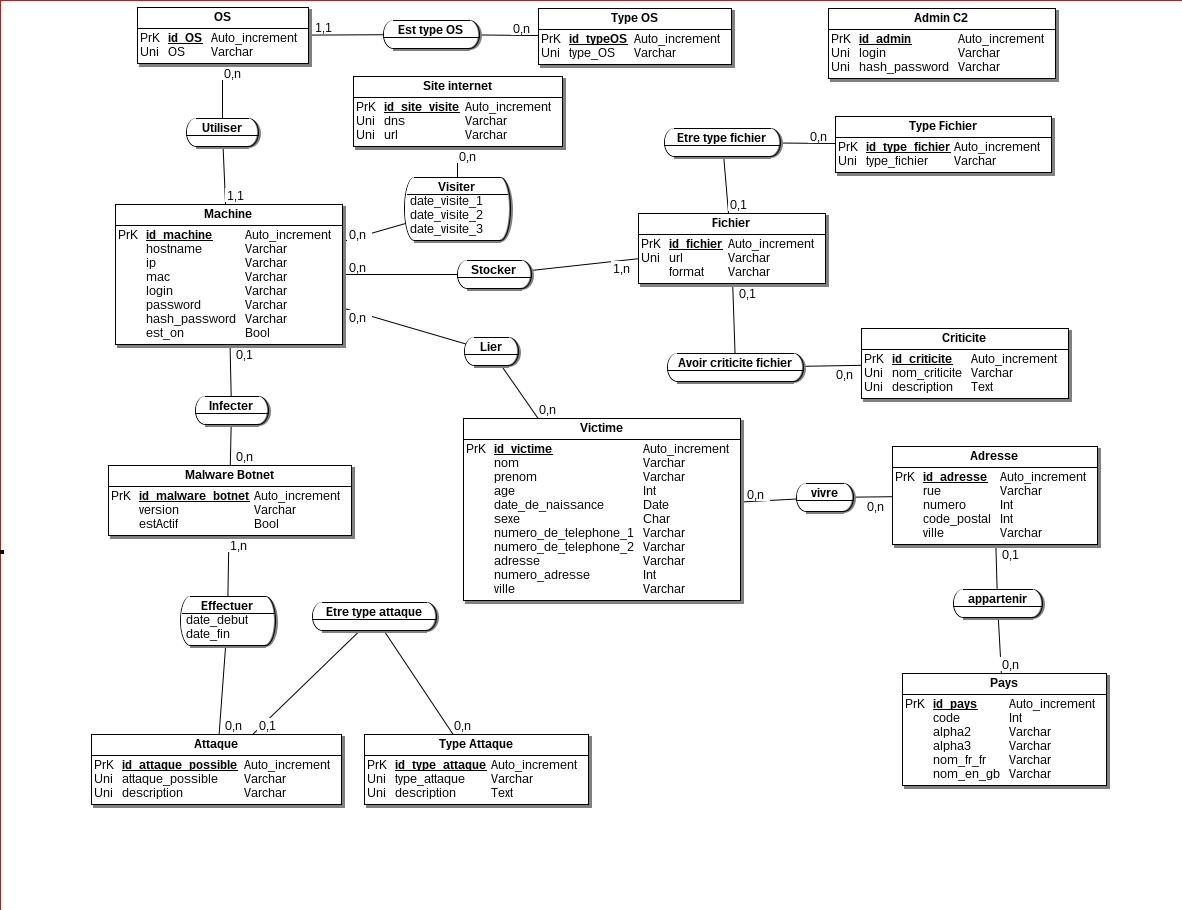 OS
PrK id_OS Auto_increment
Uni OS Varchar
1,1
Est type OS
0,n
Type OS
PrK id_typeOS Auto_increment
Uni type_OS Varchar
Admin C2
PrK id_admin Auto_increment
Uni login Varchar
Uni hash_password Varchar
0,n
Utiliser
1,1
Site internet
PrK id_site_visite Auto_increment
Uni dns Varchar
Uni url Varchar
0,n
Visiter
date_visite_1
date_visite_2
date_visite_3
0,n
Etre type fichier
0,n
Type Fichier
PrK id_type_fichier Auto_increment
Uni type_fichier Varchar
0,1
Machine
PrK id_machine Auto_increment
hostname Varchar
ip Varchar
mac Varchar
login Varchar
password Varchar
hash_password Varchar
est_on Bool
0,n
Stocker
1,n
Fichier
PrK id_fichier Auto_increment
Uni url Varchar
format Varchar
0,1
0,n
Lier
0,n
Avoir criticite fichier
0,n
Criticite
PrK id_criticite Auto_increment
Uni nom_criticite Varchar
Uni description Text
0,1
Infecter
0,n
Malware Botnet
PrK id_malware_botnet Auto_increment
version Varchar
estActif Bool
Victime
PrK id_victime Auto_increment
nom Varchar
prenom Varchar
age Int
date_de_naissance Date
sexe Char
numero_de_telephone_1 Varchar
numero_de_telephone_2 Varchar
adresse Varchar
numero_adresse Int
ville Varchar
0,n
vivre
0,n
Adresse
PrK id_adresse Auto_increment
rue Varchar
numero Int
code_postal Int
ville Varchar
0,1
appartenir
0,n
1,n
Effectuer
date_debut
date_fin
Etre type attaque
0,n
0,1
0,n
Attaque
PrK id_attaque_possible Auto_increment
Uni attaque_possible Varchar
Uni description Varchar
Type Attaque
PrK id_type_attaque Auto_increment
Uni type_attaque Varchar
Uni description Text
Pays
PrK id_pays Auto_increment
code Int
alpha2 Varchar
alpha3 Varchar
nom_fr_fr Varchar
nom_en_gb Varchar